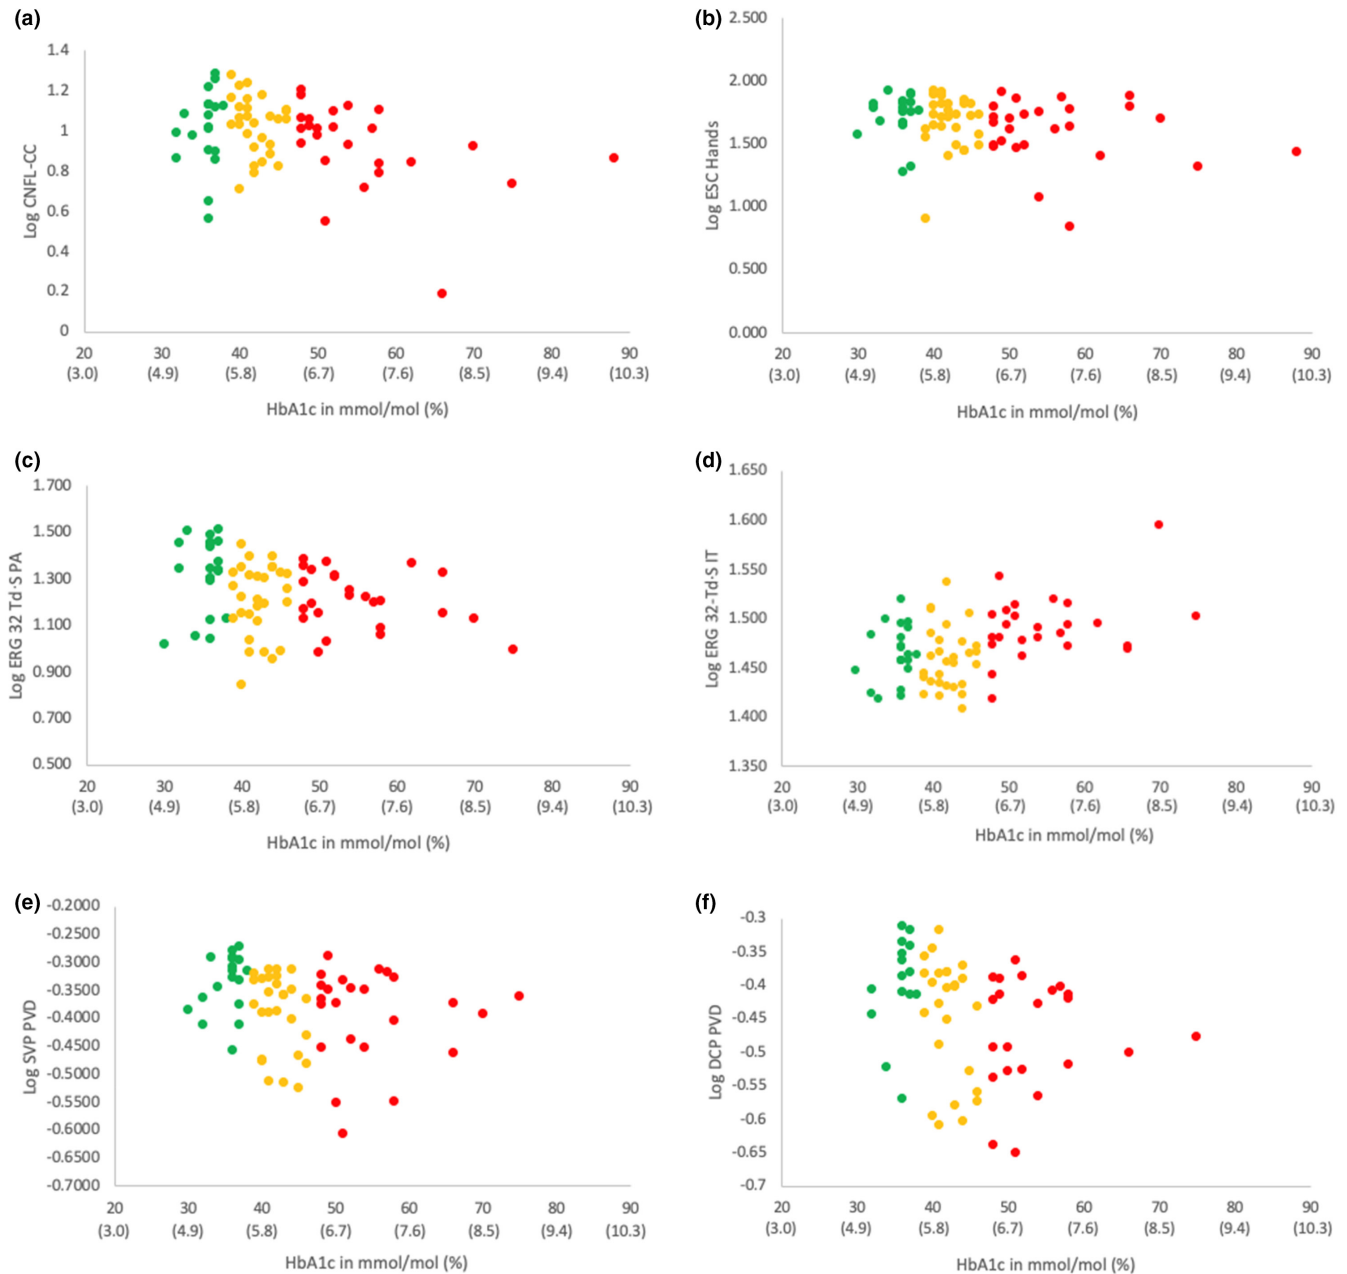 (a)
Log CNFL-CC
1.4
1.2
1
0.8
0.6
0.4
0.2
0
20 30 40 50 60 70 80 90
(3.0) (4.9) (5.8) (6.7) (7.6) (8.5) (9.4) (10.3)
HbA1c in mmol/mol (%)
(b)
Log ESC Hands
2.500
2.000
1.500
1.000
0.500
0.000
20 30 40 50 60 70 80 90
(3.0) (4.9) (5.8) (6.7) (7.6) (8.5) (9.4) (10.3)
HbA1c in mmol/mol (%)
(c)
Log ERG 32 Td·S PA
1.700
1.500
1.300
1.100
0.900
0.700
0.500
20 30 40 50 60 70 80 90
(3.0) (4.9) (5.8) (6.7) (7.6) (8.5) (9.4) (10.3)
HbA1c in mmol/mol (%)
(d)
Log ERG 32-Td·S IT
1.650
1.600
1.550
1.500
1.450
1.400
1.350
20 30 40 50 60 70 80 90
(3.0) (4.9) (5.8) (6.7) (7.6) (8.5) (9.4) (10.3)
HbA1c in mmol/mol (%)
(e)
Log SVP PVD
-0.2000
-0.2500
-0.3000
-0.3500
-0.4000
-0.4500
-0.5000
-0.5500
-0.6000
-0.6500
-0.7000
20 30 40 50 60 70 80 90
(3.0) (4.9) (5.8) (6.7) (7.6) (8.5) (9.4) (10.3)
HbA1c in mmol/mol (%)
(f)
Log DCP PVD
-0.3
-0.35
-0.4
-0.45
-0.5
-0.55
-0.6
-0.65
-0.7
20 30 40 50 60 70 80 90
(3.0) (4.9) (5.8) (6.7) (7.6) (8.5) (9.4) (10.3)
HbA1c in mmol/mol (%)